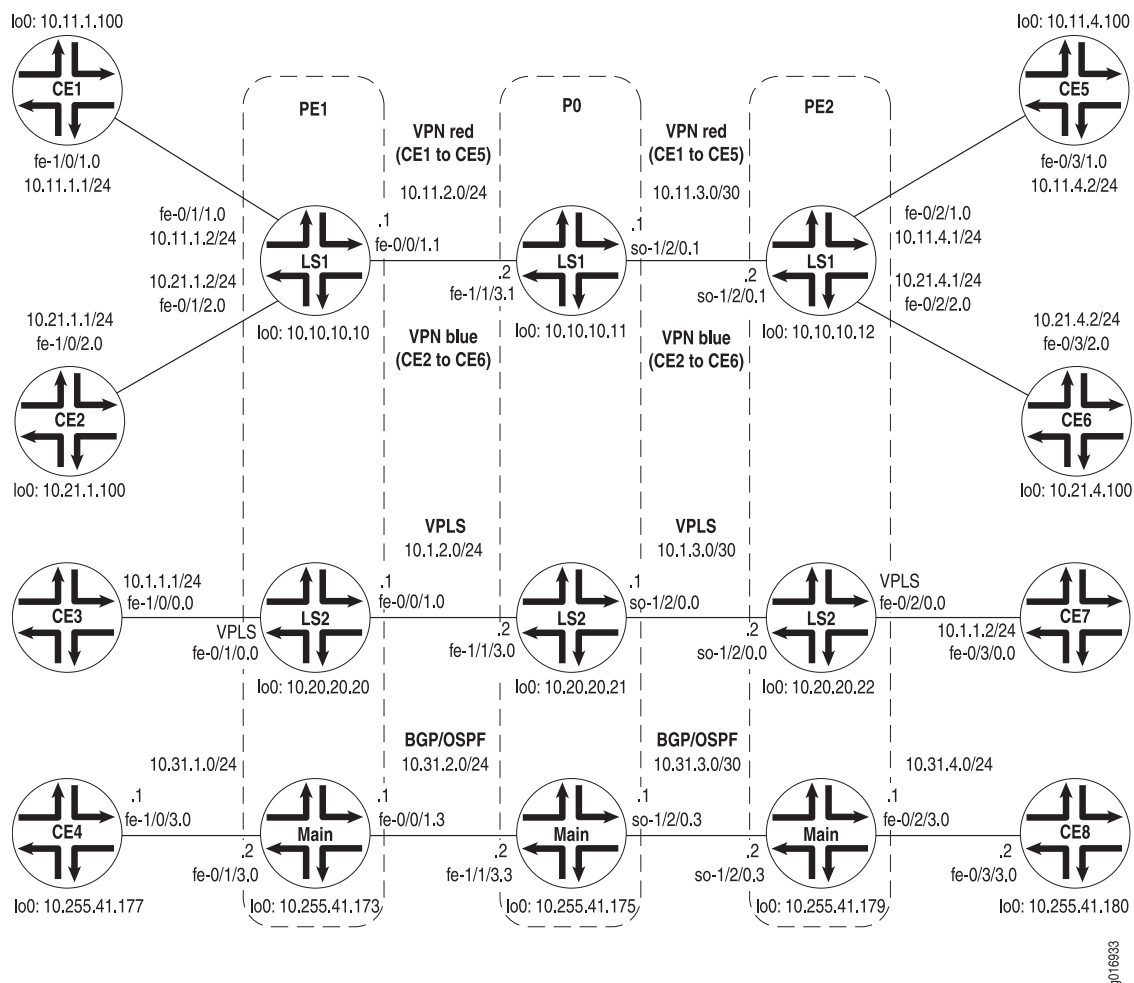 lo0: 10.11.1.100
CE1
fe-1/0/1.0
10.11.1.1/24
PE1
P0
PE2
lo0: 10.11.4.100
CE5
fe-0/3/1.0
10.11.4.2/24
VPN red
(CE1 to CE5)
10.11.2.0/24
VPN red
(CE1 to CE5)
10.11.3.0/30
fe-0/1/1.0
10.11.1.2/24
10.21.1.2/24
fe-0/1/2.0
LS1
lo0: 10.10.10.10
.1
fe-0/0/1.1
.2
fe-1/1/3.1
LS1
lo0: 10.10.10.11
.1
so-1/2/0.1
.2
so-1/2/0.1
LS1
lo0: 10.10.10.12
fe-0/2/1.0
10.11.4.1/24
10.21.4.1/24
fe-0/2/2.0
VPN blue
(CE2 to CE6)
VPN blue
(CE2 to CE6)
10.21.1.1/24
fe-1/0/2.0
CE2
lo0: 10.21.1.100
10.21.4.2/24
fe-0/3/2.0
CE6
lo0: 10.21.4.100
VPLS
10.1.2.0/24
VPLS
10.1.3.0/30
CE3
10.1.1.1/24
fe-1/0/0.0
VPLS
fe-0/1/0.0
LS2
lo0: 10.20.20.20
.1
fe-0/0/1.0
.2
fe-1/1/3.0
LS2
lo0: 10.20.20.21
.1
so-1/2/0.0
.2
so-1/2/0.0
LS2
lo0: 10.20.20.22
VPLS
fe-0/2/0.0
10.1.1.2/24
fe-0/3/0.0
CE7
BGP/OSPF
10.31.2.0/24
BGP/OSPF
10.31.3.0/30
10.31.1.0/24
10.31.4.0/24
CE4
lo0: 10.255.41.177
.1
fe-1/0/3.0
.2
fe-0/1/3.0
Main
lo0: 10.255.41.173
.1
fe-0/0/1.3
.2
fe-1/1/3.3
Main
lo0: 10.255.41.175
.1
so-1/2/0.3
.2
so-1/2/0.3
Main
lo0: 10.255.41.179
.1
fe-0/2/3.0
.2
fe-0/3/3.0
CE8
lo0: 10.255.41.180
g016933